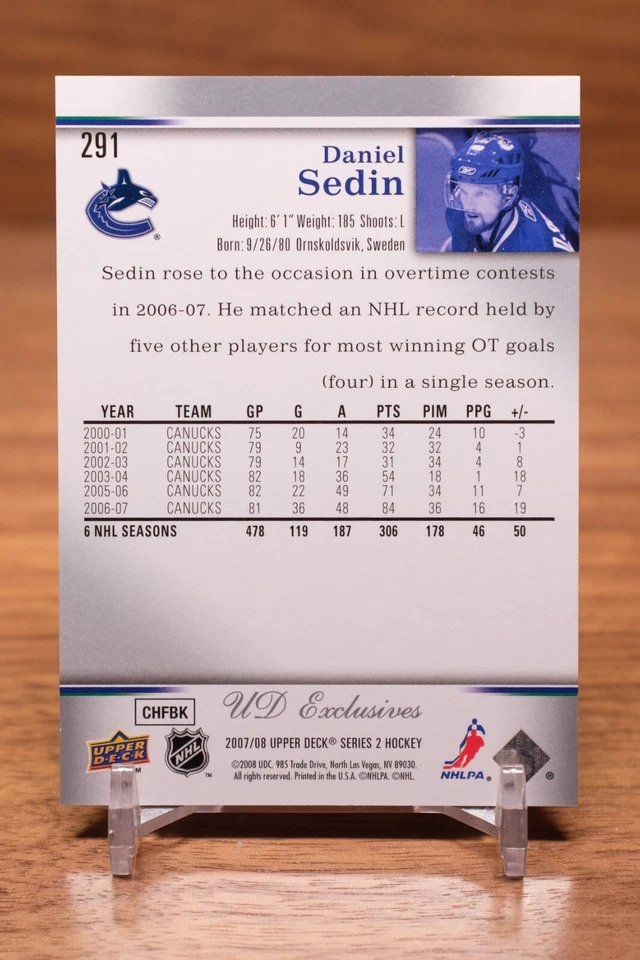 291
Daniel
Sedin
Height: 6' 1" Weight: 185 Shoots: L
Born: 9/26/80 Ornskoldsvik, Sweden
®
Sedin rose to the occasion in overtime contests
in 2006-07. He matched an NHL record held by
five other players for most winning OT goals
(four) in a single season.
YEAR TEAM GP G A PTS PIM PPG +/-
2000-01 CANUCKS 75 20 14 34 24 10 -3
2001-02 CANUCKS 79 9 23 32 32 4 1
2002-03 CANUCKS 79 14 17 31 34 4 8
2003-04 CANUCKS 82 18 36 54 18 1 18
2005-06 CANUCKS 82 22 49 71 34 11 7
2006-07 CANUCKS 81 36 48 84 36 16 19
6 NHL SEASONS 478 119 187 306 178 46 50
CHFBK
UD Exclusives
UPPER
DECK
TM
NHL
TM
2007/08 UPPER DECK® SERIES 2 HOCKEY
©2008 UDC. 985 Trade Drive, North Las Vegas, NV 89030.
All rights reserved. Printed in the U.S.A. ©NHLPA. ©NHL.
NHLPA®
®